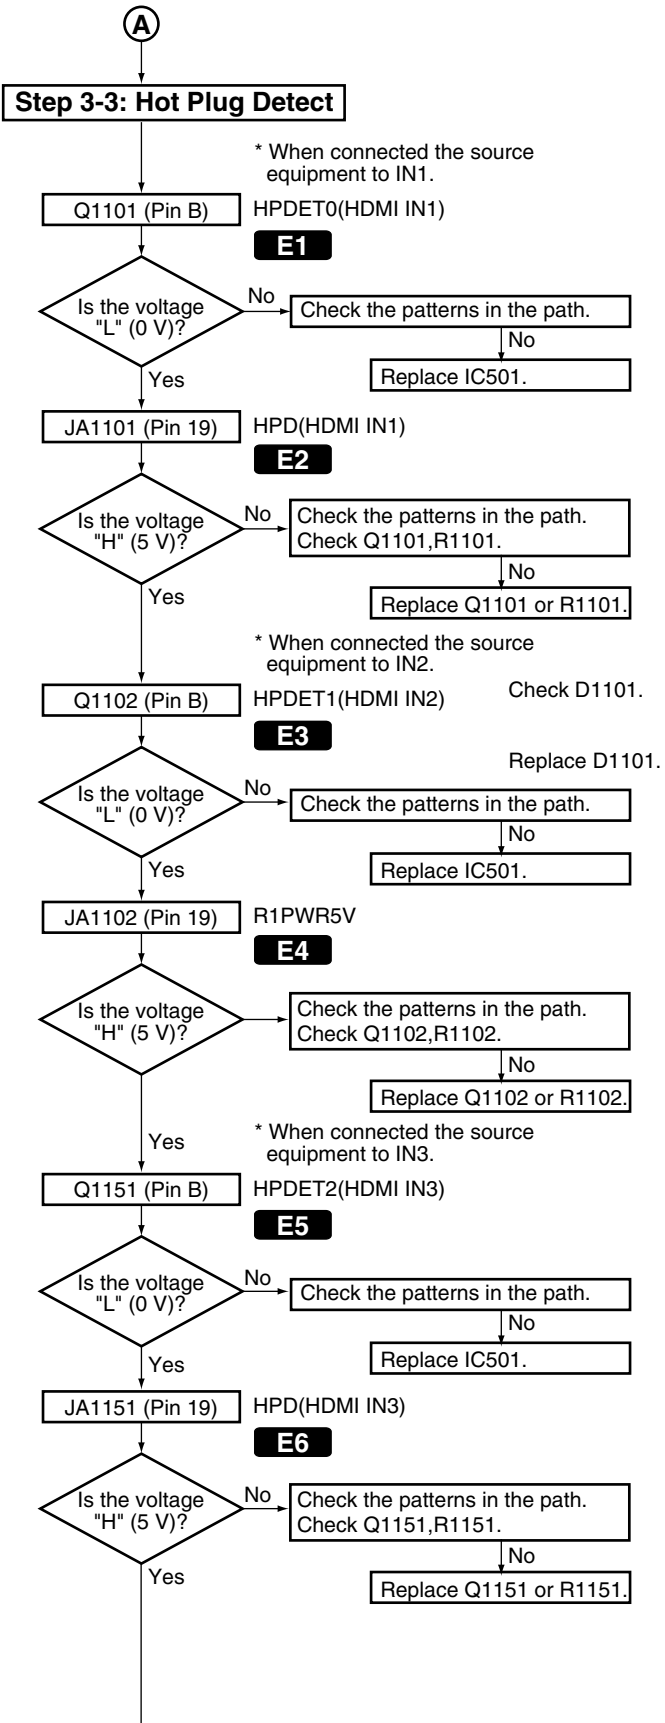 A
Step 3-3: Hot Plug Detect
* When connected the source
equipment to IN1.
Q1101 (Pin B)
HPDET0(HDMI IN1)
E1
Is the voltage
"L" (0 V)?
No
Check the patterns in the path.
No
Replace IC501.
Yes
JA1101 (Pin 19)
HPD(HDMI IN1)
E2
Is the voltage
"H" (5 V)?
No
Check the patterns in the path.
Check Q1101,R1101.
No
Replace Q1101 or R1101.
Yes
* When connected the source
equipment to IN2.
Q1102 (Pin B)
HPDET1(HDMI IN2)
Check D1101.
E3
Replace D1101.
Is the voltage
"L" (0 V)?
No
Check the patterns in the path.
No
Replace IC501.
Yes
JA1102 (Pin 19)
R1PWR5V
E4
Is the voltage
"H" (5 V)?
Check the patterns in the path.
Check Q1102,R1102.
No
Replace Q1102 or R1102.
Yes
* When connected the source
equipment to IN3.
Q1151 (Pin B)
HPDET2(HDMI IN3)
E5
Is the voltage
"L" (0 V)?
No
Check the patterns in the path.
No
Replace IC501.
Yes
JA1151 (Pin 19)
HPD(HDMI IN3)
E6
Is the voltage
"H" (5 V)?
No
Check the patterns in the path.
Check Q1151,R1151.
No
Replace Q1151 or R1151.
Yes